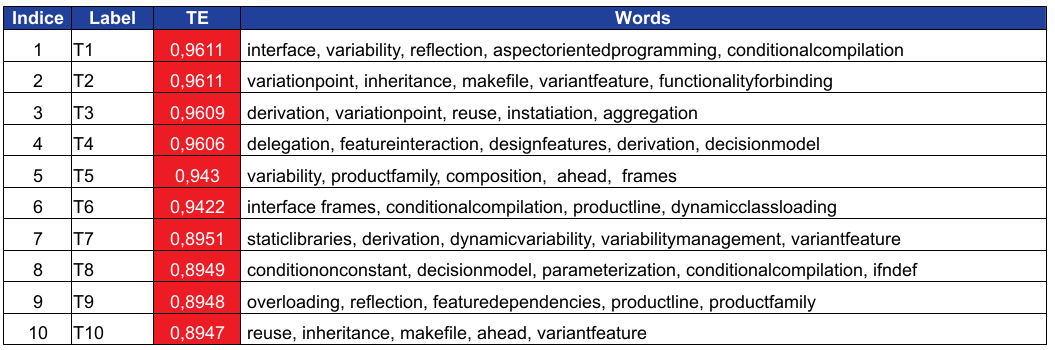 Indice Label TE Words
1 T1 0,9611 interface, variability, reflection, aspectorientedprogramming, conditionalcompilation
2 T2 0,9611 variationpoint, inheritance, makefile, variantfeature, functionalityforbinding
3 T3 0,9609 derivation, variationpoint, reuse, instatiation, aggregation
4 T4 0,9606 delegation, featureinteraction, designfeatures, derivation, decisionmodel
5 T5 0,943 variability, productfamily, composition, ahead, frames
6 T6 0,9422 interface frames, conditionalcompilation, productline, dynamicclassloading
7 T7 0,8951 staticlibraries, derivation, dynamicvariability, variabilitymanagement, variantfeature
8 T8 0,8949 conditiononconstant, decisionmodel, parameterization, conditionalcompilation, ifndef
9 T9 0,8948 overloading, reflection, featuredependencies, productline, productfamily
10 T10 0,8947 reuse, inheritance, makefile, ahead, variantfeature